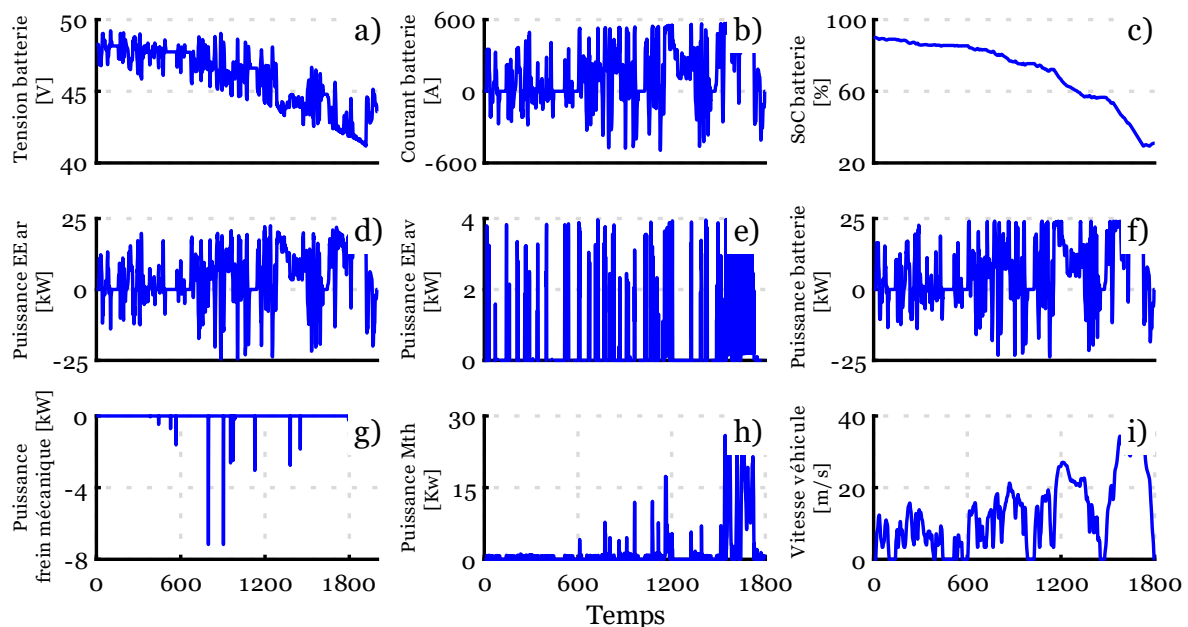 50
45
40
Tension batterie
[V]
a)
600
0
-600
Courant batterie
[A]
b)
100
60
20
SoC batterie
[%]
c)
25
0
-25
Puissance EE ar
[kW]
d)
4
2
0
Puissance EE av
[kW]
e)
25
0
-25
Puissance batterie
[kW]
f)
0
-4
-8
Puissance
frein mécanique [kW]
g)
0 600 1200 1800
30
15
0
Puissance Mth
[Kw]
h)
0 600 1200 1800
40
20
0
Vitesse véhicule
[m/s]
i)
0 600 1200 1800
Temps